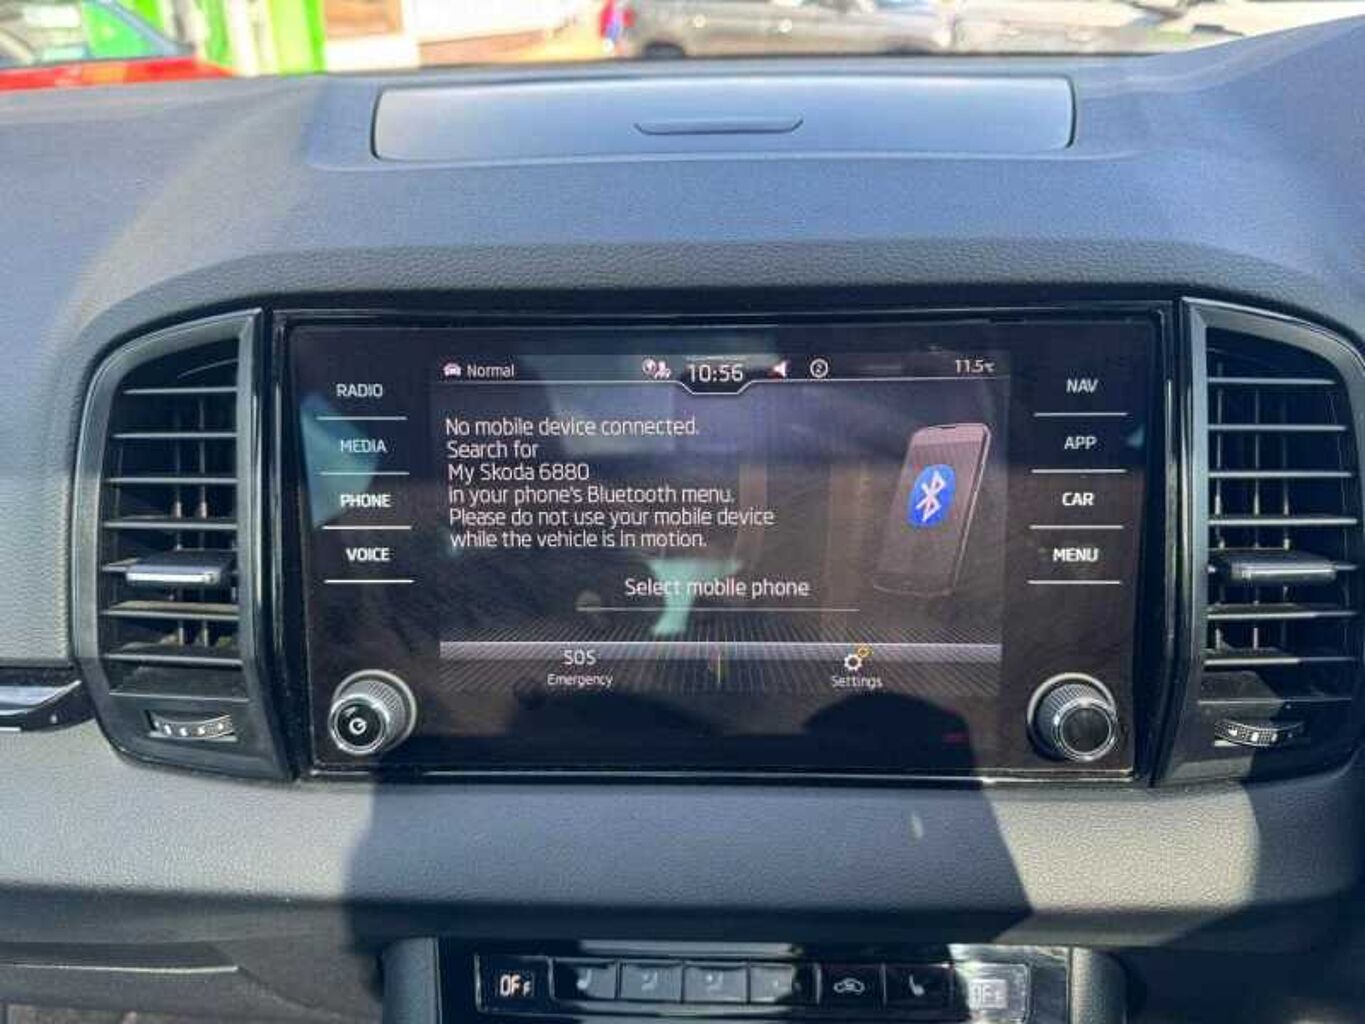 Normal 10:56 2 11.5℃
RADIO
MEDIA
PHONE
VOICE
No mobile device connected.
Search for
My Skoda 6880
in your phone's Bluetooth menu.
Please do not use your mobile device
while the vehicle is in motion.
Select mobile phone
SOS
Emergency
Settings
NAV
APP
CAR
MENU
OFF
OFF